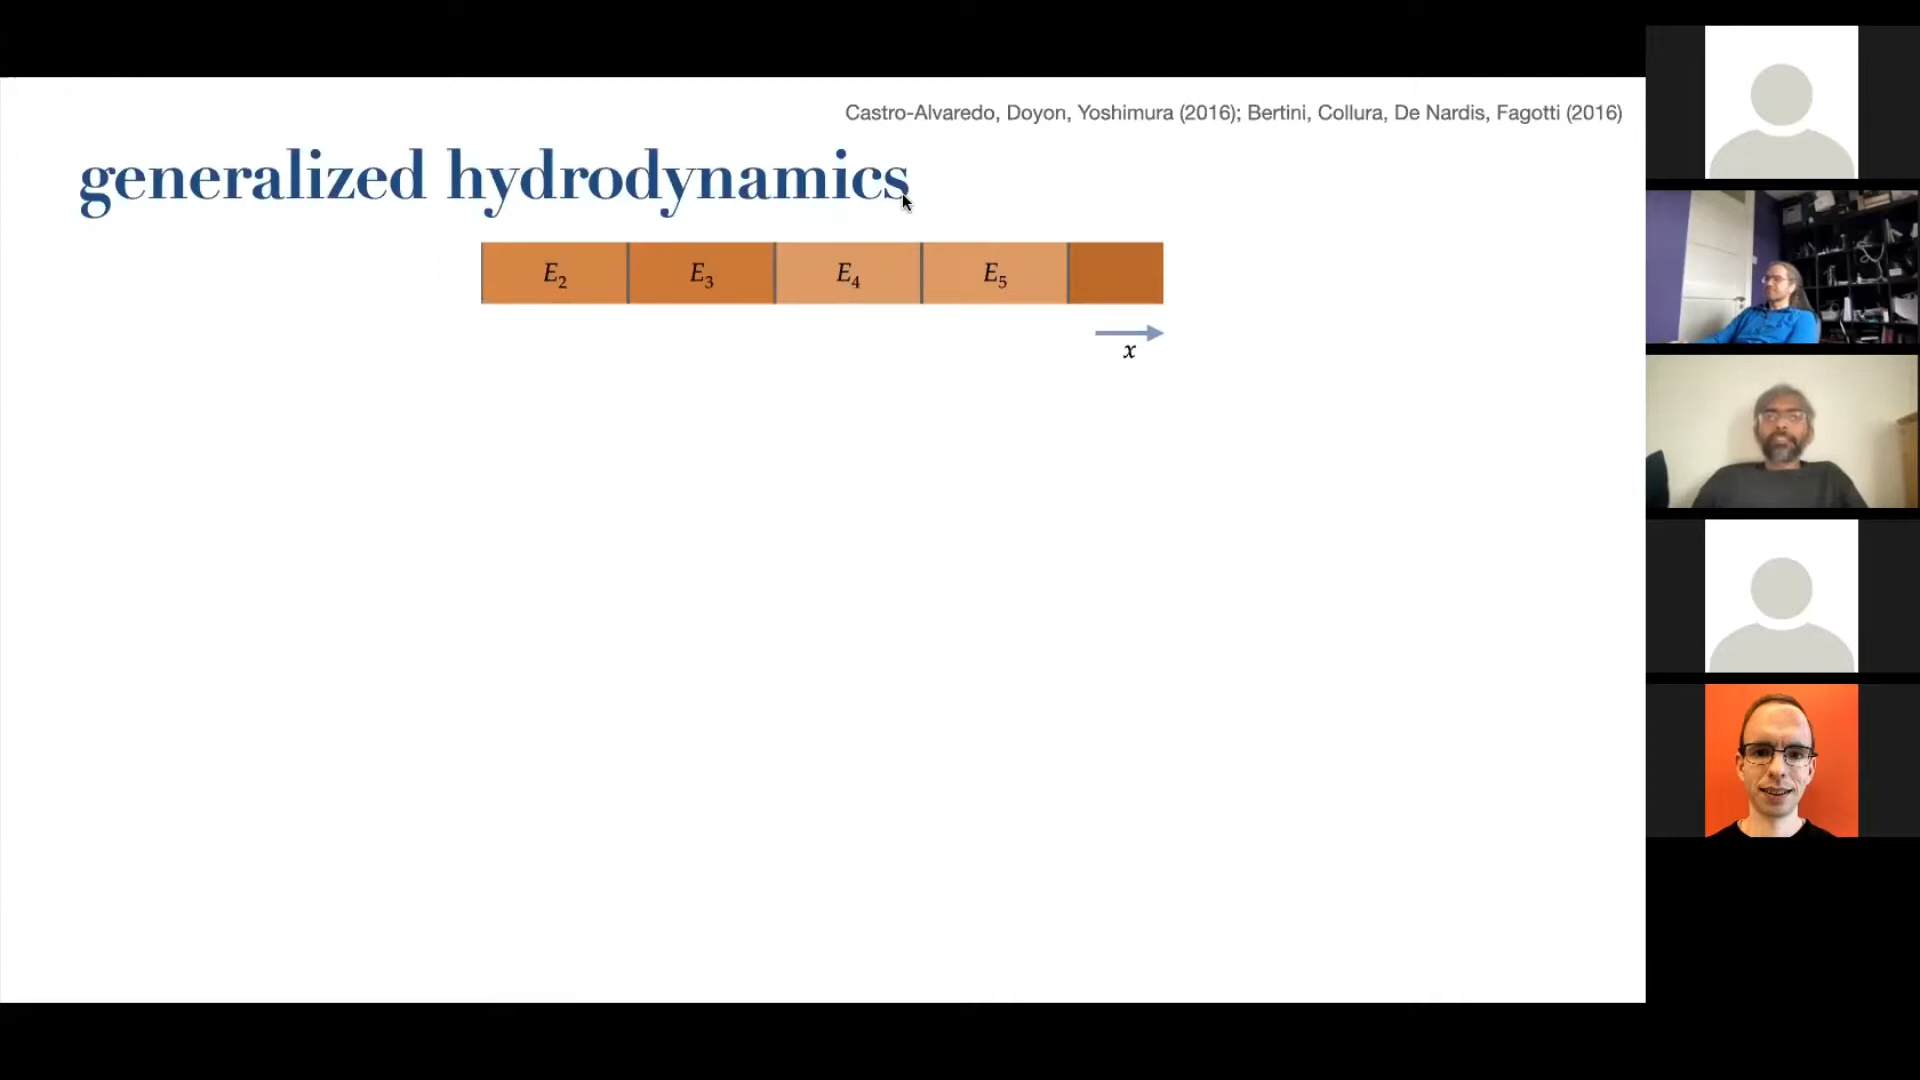 Castro-Alvaredo, Doyon, Yoshimura (2016); Bertini, Collura, De Nardis, Fagotti (2016)
generalized hydrodynamics
E₂ E₃ E₄ E₅
x